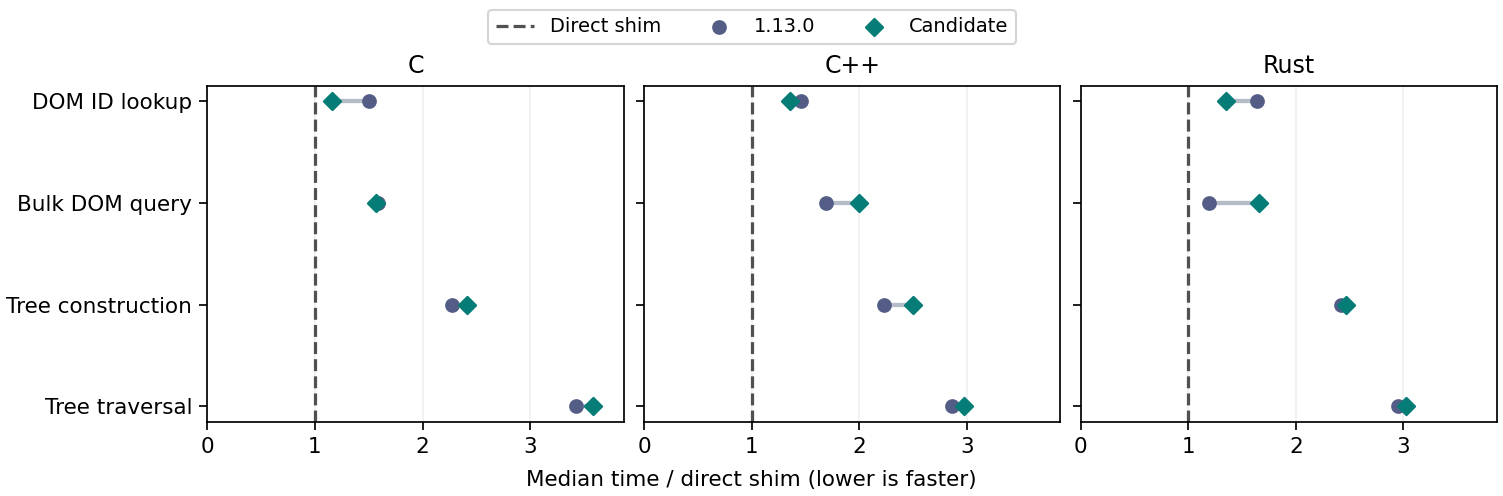 Direct shim 1.13.0 Candidate
C C++ Rust
DOM ID lookup
Bulk DOM query
Tree construction
Tree traversal
0 1 2 3 0 1 2 3 0 1 2 3
Median time / direct shim (lower is faster)